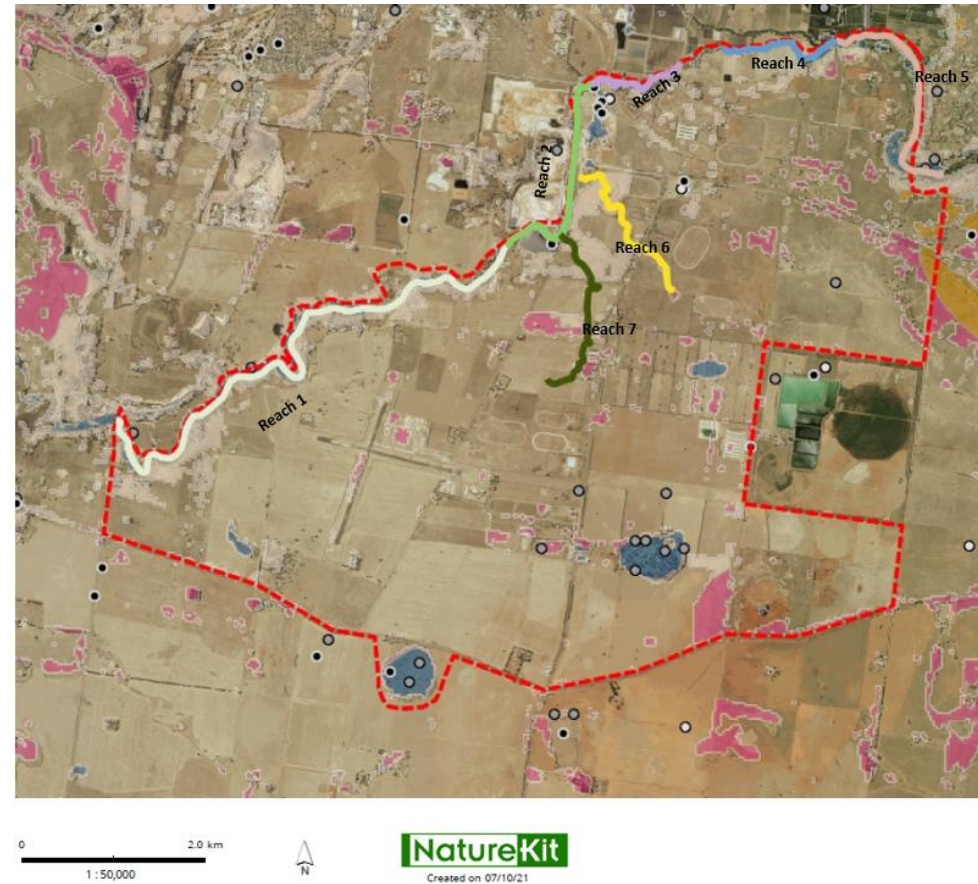 Reach 5
Reach 4
Reach 3
Reach 2
Reach 6
Reach 7
Reach 1
0
2.0 km
1 : 50,000
N
NatureKit
Created on 07/10/21